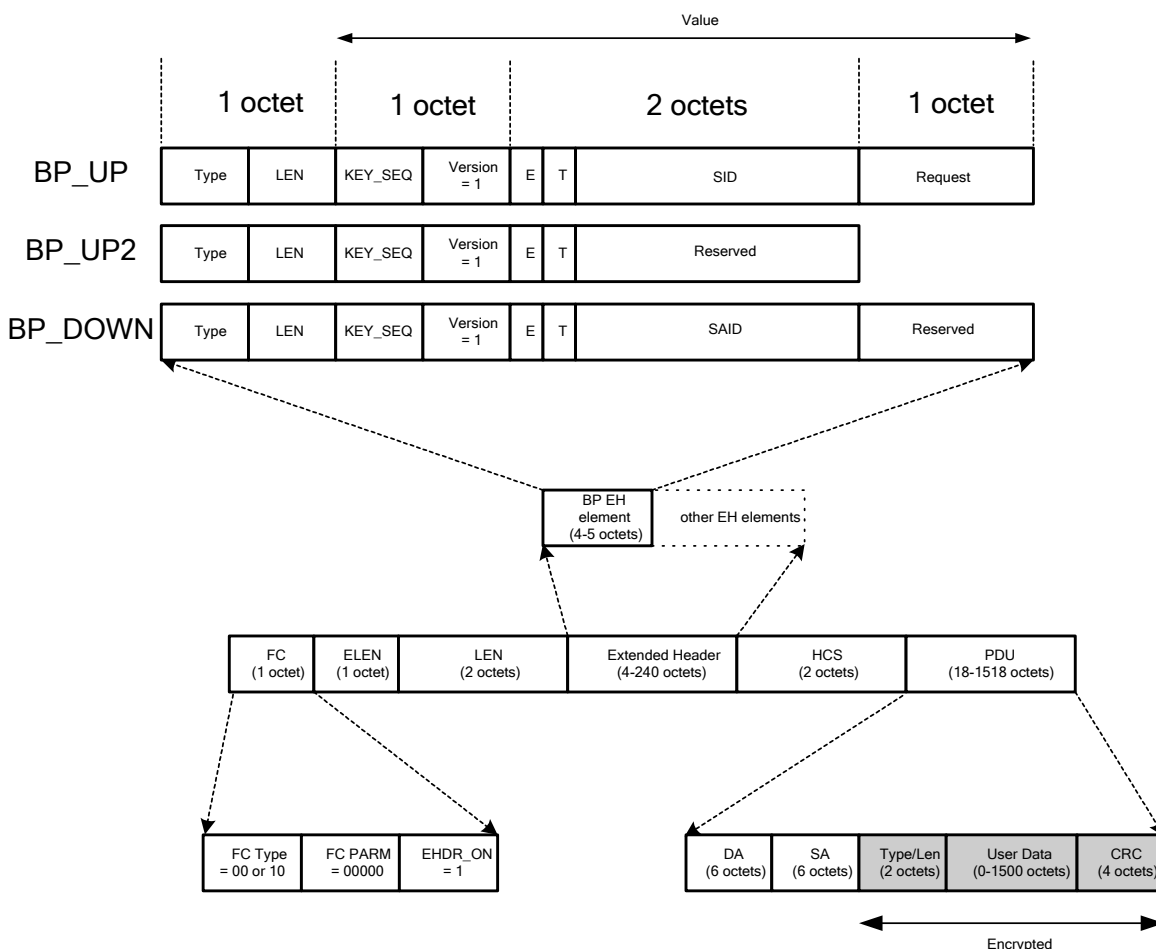 Value
1 octet 1 octet 2 octets 1 octet
BP_UP Type LEN KEY_SEQ Version = 1 E T SID Request
BP_UP2 Type LEN KEY_SEQ Version = 1 E T Reserved
BP_DOWN Type LEN KEY_SEQ Version = 1 E T SAID Reserved
BP EH
element
(4-5 octets)
other EH elements
FC
(1 octet)
ELEN
(1 octet)
LEN
(2 octets)
Extended Header
(4-240 octets)
HCS
(2 octets)
PDU
(18-1518 octets)
FC Type
= 00 or 10
FC PARM
= 00000
EHDR_ON
= 1
DA
(6 octets)
SA
(6 octets)
Type/Len
(2 octets)
User Data
(0-1500 octets)
CRC
(4 octets)
Encrypted